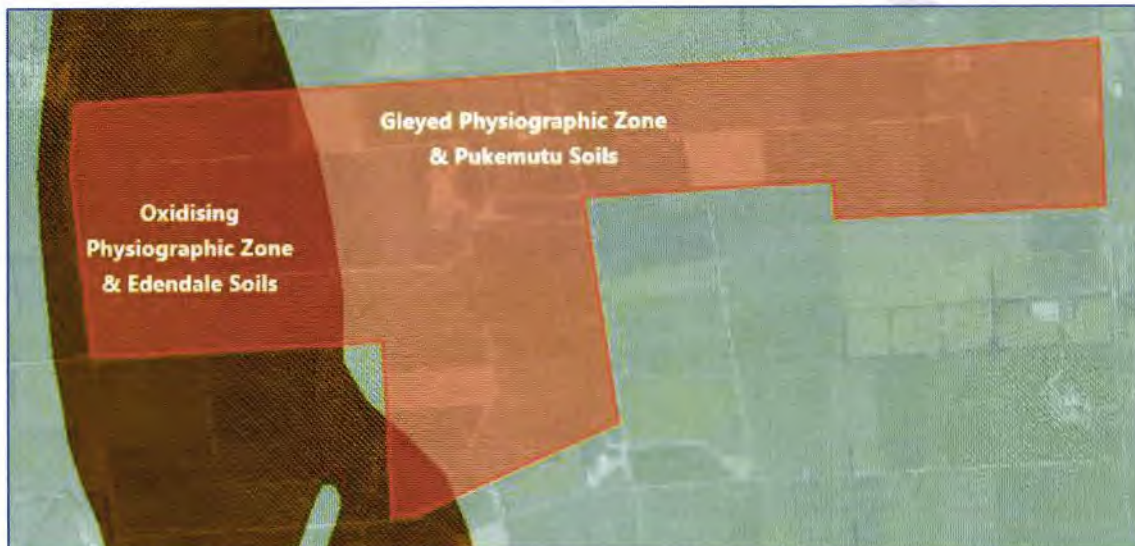 Gleyed Physiographic Zone
& Pukemutu Soils
Oxidising
Physiographic Zone
& Edendale Soils